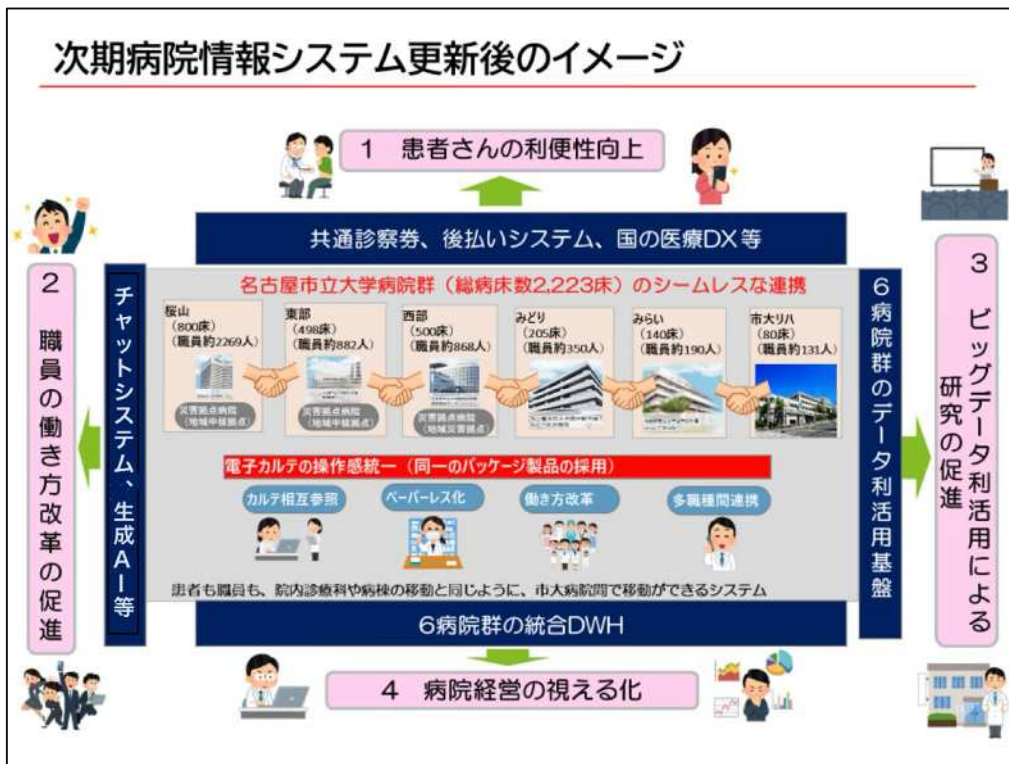 次期病院情報システム更新後のイメージ
1 患者さんの利便性向上
共通診察券、後払いシステム、国の医療DX等
2 職員の働き方改革の促進
チャットシステム、生成AI等
名古屋市立大学病院群(総病床数2,223床)のシームレスな連携
桜山
(800床)
(職員約2269人)
災害拠点病院
(地域中核拠点)
東部
(498床)
(職員約882人)
災害拠点病院
(地域中核拠点)
西部
(500床)
(職員約868人)
災害拠点病院
(地域災害拠点)
みどり
(205床)
(職員約350人)
みらい
(140床)
(職員約190人)
市大リハ
(80床)
(職員約131人)
電子カルテの操作感統一(同一のパッケージ製品の採用)
カルテ相互参照
ペーパーレス化
働き方改革
多職種間連携
患者も職員も、院内診療科や病棟の移動と同じように、市大病院間で移動ができるシステム
6病院群のデータ利活用基盤
3 ビッグデータ利活用による
研究の促進
6病院群の統合DWH
4 病院経営の視える化